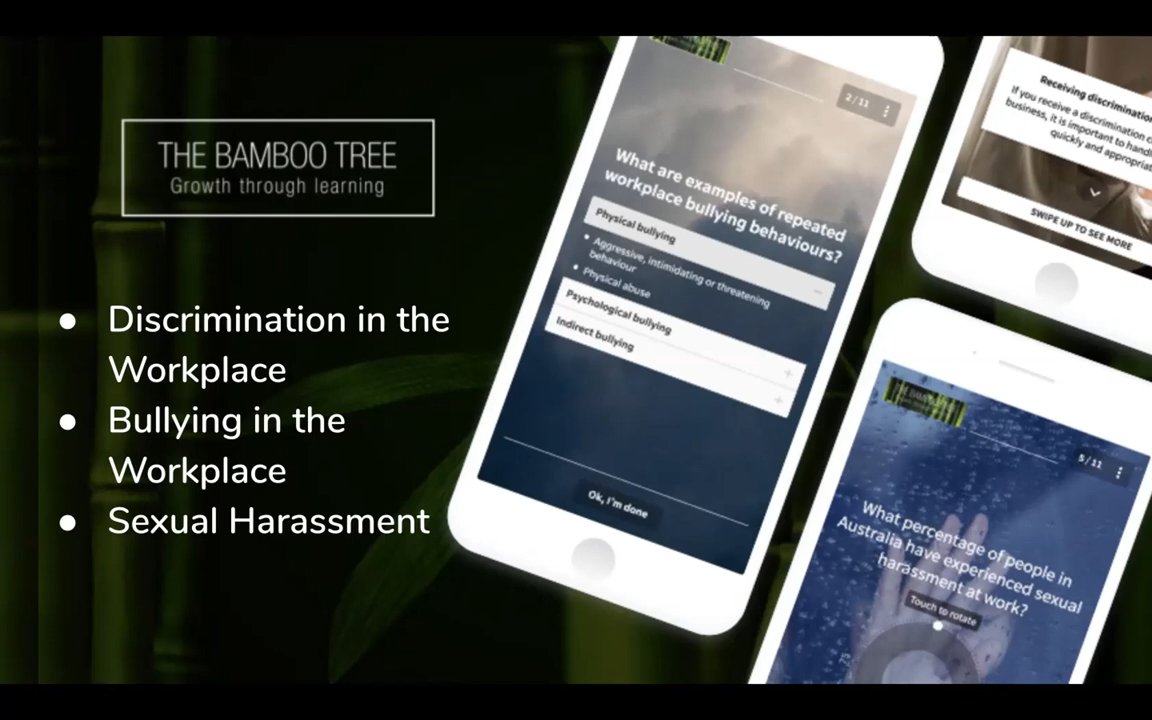 THE BAMBOO TREE
Growth through learning
● Discrimination in the
Workplace
● Bullying in the
Workplace
● Sexual Harassment
2 / 11
What are examples of repeated
workplace bullying behaviours?
Physical bullying
• Aggressive, intimidating or threatening
behaviour
• Physical abuse
Psychological bullying
Indirect bullying
Ok, I'm done
Receiving discrimination
If you receive a discrimination
business, it is important to
quickly and
SWIPE UP TO SEE MORE
5 / 11
What percentage of people in
Australia have experienced sexual
harassment at work?
Touch to rotate